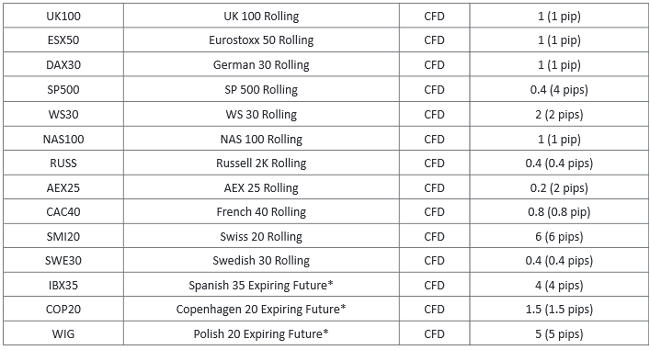 UK100 UK 100 Rolling CFD 1 (1 pip)
ESX50 Eurostoxx 50 Rolling CFD 1 (1 pip)
DAX30 German 30 Rolling CFD 1 (1 pip)
SP500 SP 500 Rolling CFD 0.4 (4 pips)
WS30 WS 30 Rolling CFD 2 (2 pips)
NAS100 NAS 100 Rolling CFD 1 (1 pip)
RUSS Russell 2K Rolling CFD 0.4 (0.4 pips)
AEX25 AEX 25 Rolling CFD 0.2 (2 pips)
CAC40 French 40 Rolling CFD 0.8 (0.8 pip)
SMI20 Swiss 20 Rolling CFD 6 (6 pips)
SWE30 Swedish 30 Rolling CFD 0.4 (0.4 pips)
IBX35 Spanish 35 Expiring Future* CFD 4 (4 pips)
COP20 Copenhagen 20 Expiring Future* CFD 1.5 (1.5 pips)
WIG Polish 20 Expiring Future* CFD 5 (5 pips)